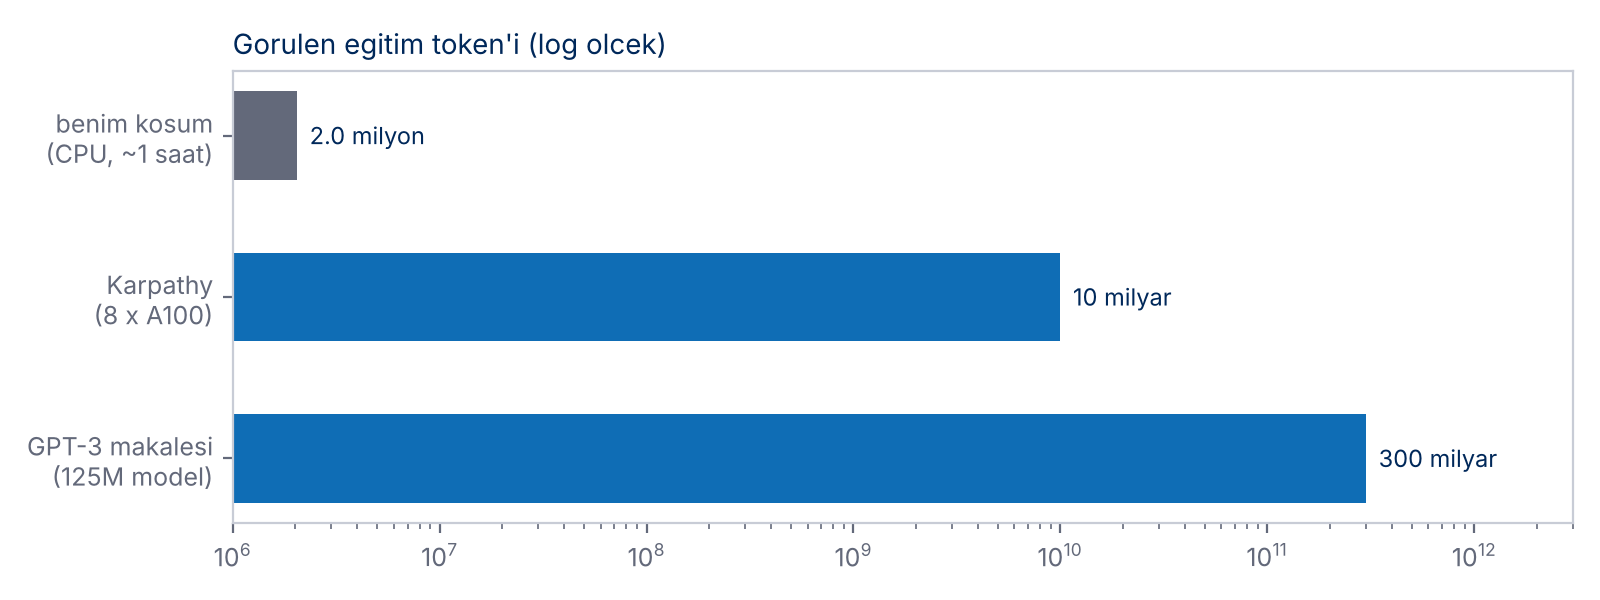 Gorulen egitim token'i (log olcek)
benim kosum
(CPU, ~1 saat)
2.0 milyon
Karpathy
(8 x A100)
10 milyar
GPT-3 makalesi
(125M model)
300 milyar
10⁶ 10⁷ 10⁸ 10⁹ 10¹⁰ 10¹¹ 10¹²